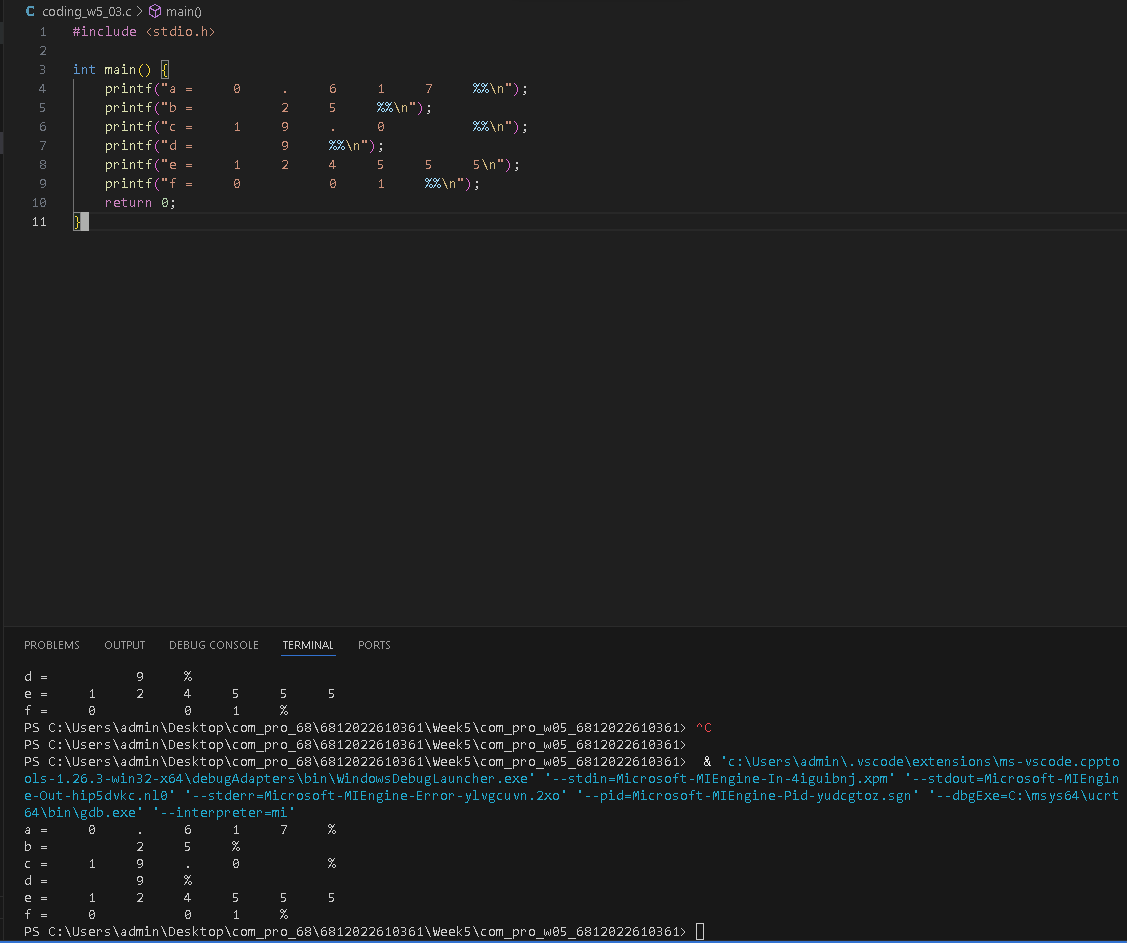 C coding_w5_03.c > main()
1 #include <stdio.h>
2
3 int main() {
4     printf("a =     0     .     6     1     7     %%\n");
5     printf("b =           2     5     %%\n");
6     printf("c =     1     9     .     0           %%\n");
7     printf("d =           9     %%\n");
8     printf("e =     1     2     4     5     5     5\n");
9     printf("f =     0           0     1     %%\n");
10     return 0;
11 }
PROBLEMS OUTPUT DEBUG CONSOLE TERMINAL PORTS
d =           9     %
e =     1     2     4     5     5     5
f =     0           0     1     %
PS C:\Users\admin\Desktop\com_pro_68\6812022610361\Week5\com_pro_w05_6812022610361> ^C
PS C:\Users\admin\Desktop\com_pro_68\6812022610361\Week5\com_pro_w05_6812022610361>
PS C:\Users\admin\Desktop\com_pro_68\6812022610361\Week5\com_pro_w05_6812022610361>  & 'c:\Users\admin\.vscode\extensions\ms-vscode.cppto
ols-1.26.3-win32-x64\debugAdapters\bin\WindowsDebugLauncher.exe' '--stdin=Microsoft-MIEngine-In-4iguibnj.xpm' '--stdout=Microsoft-MIEngin
e-Out-hip5dvkc.nl0' '--stderr=Microsoft-MIEngine-Error-ylvgcuvn.2xo' '--pid=Microsoft-MIEngine-Pid-yudcgtoz.sgn' '--dbgExe=C:\msys64\ucrt
64\bin\gdb.exe' '--interpreter=mi'
a =     0     .     6     1     7     %
b =           2     5     %
c =     1     9     .     0           %
d =           9     %
e =     1     2     4     5     5     5
f =     0           0     1     %
PS C:\Users\admin\Desktop\com_pro_68\6812022610361\Week5\com_pro_w05_6812022610361>